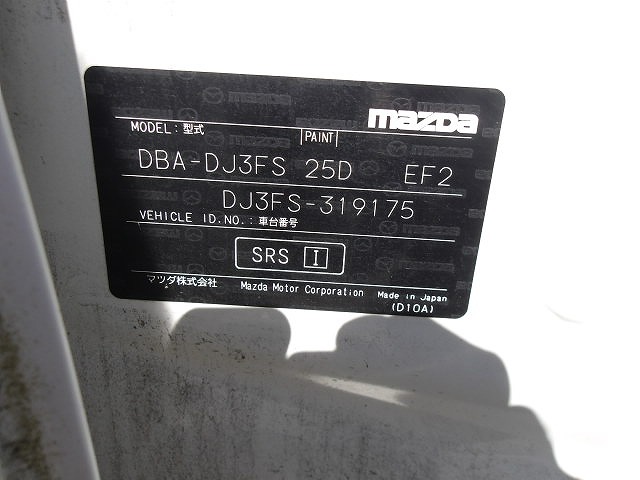 mazda
MODEL: 型式 PAINT
DBA-DJ3FS 25D EF2
DJ3FS-319175
VEHICLE ID.NO.: 車台番号
SRS I
マツダ株式会社 Mazda Motor Corporation Made in Japan
(D10A)